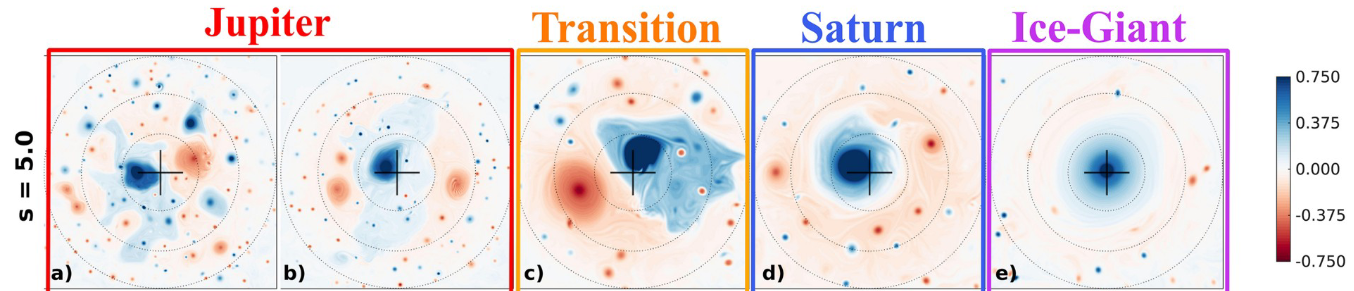 Jupiter Transition Saturn Ice-Giant
s = 5.0
a) b) c) d) e)
0.750
0.375
0.000
-0.375
-0.750